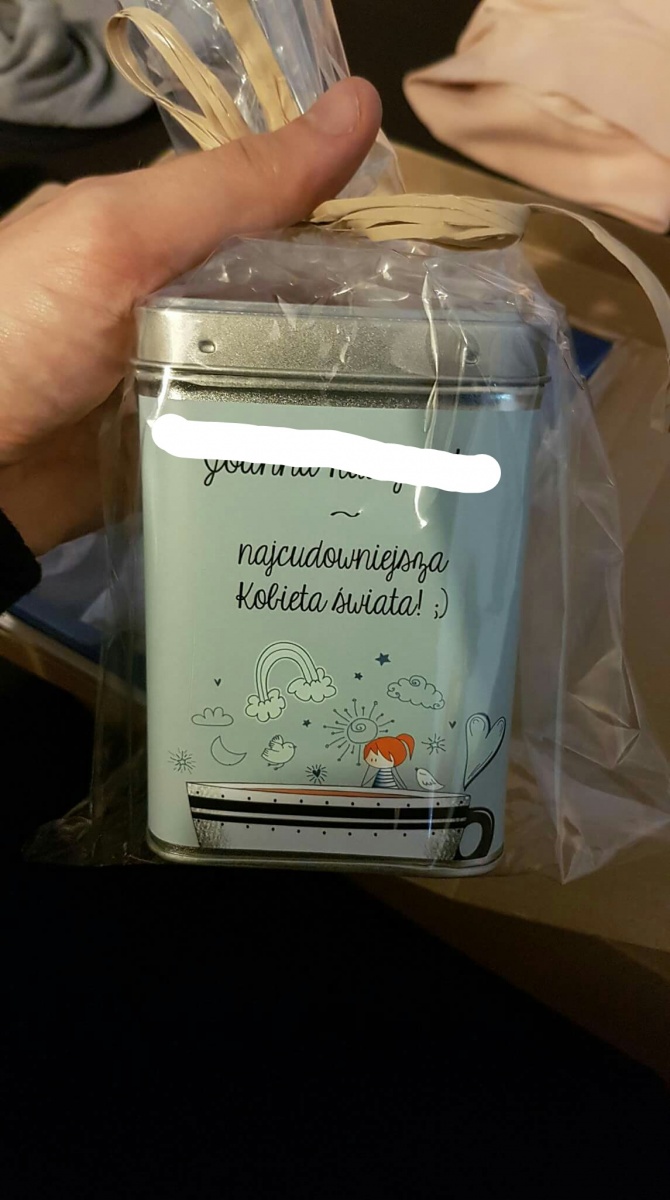 ~
najcudowniejsza
Kobieta świata! ;)